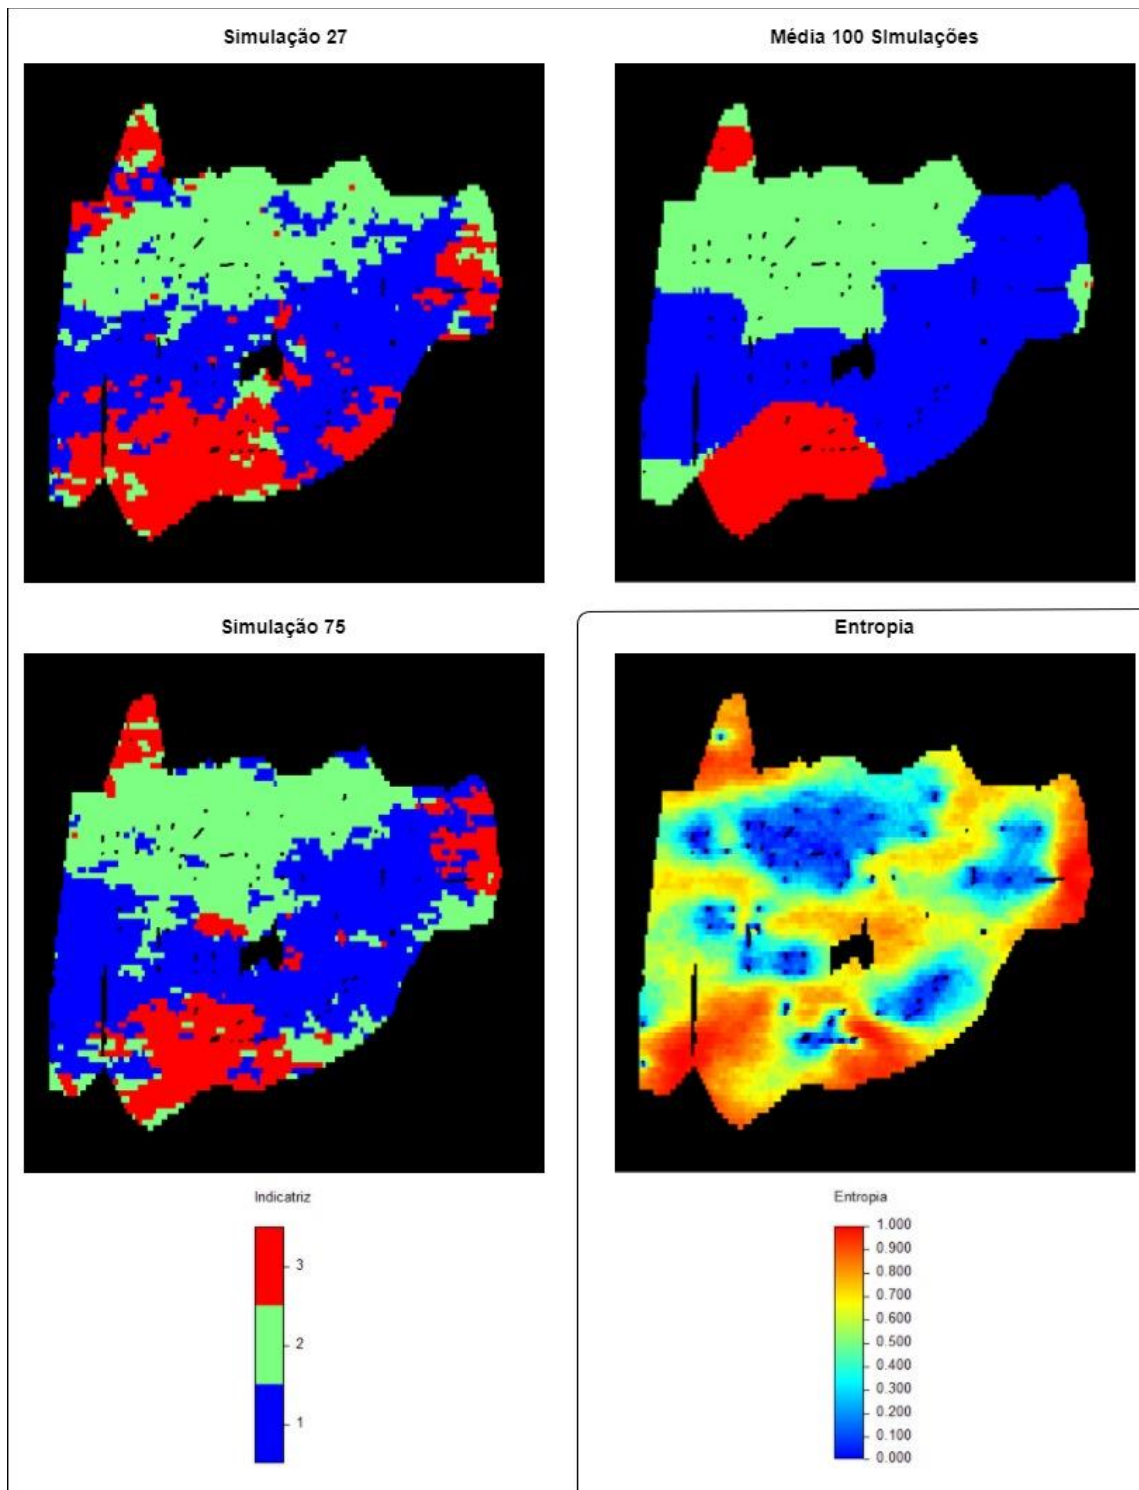 Simulação 27
Média 100 SImulações
Simulação 75
Entropia
Indicatriz
3
2
1
Entropia
1.000
0.900
0.800
0.700
0.600
0.500
0.400
0.300
0.200
0.100
0.000